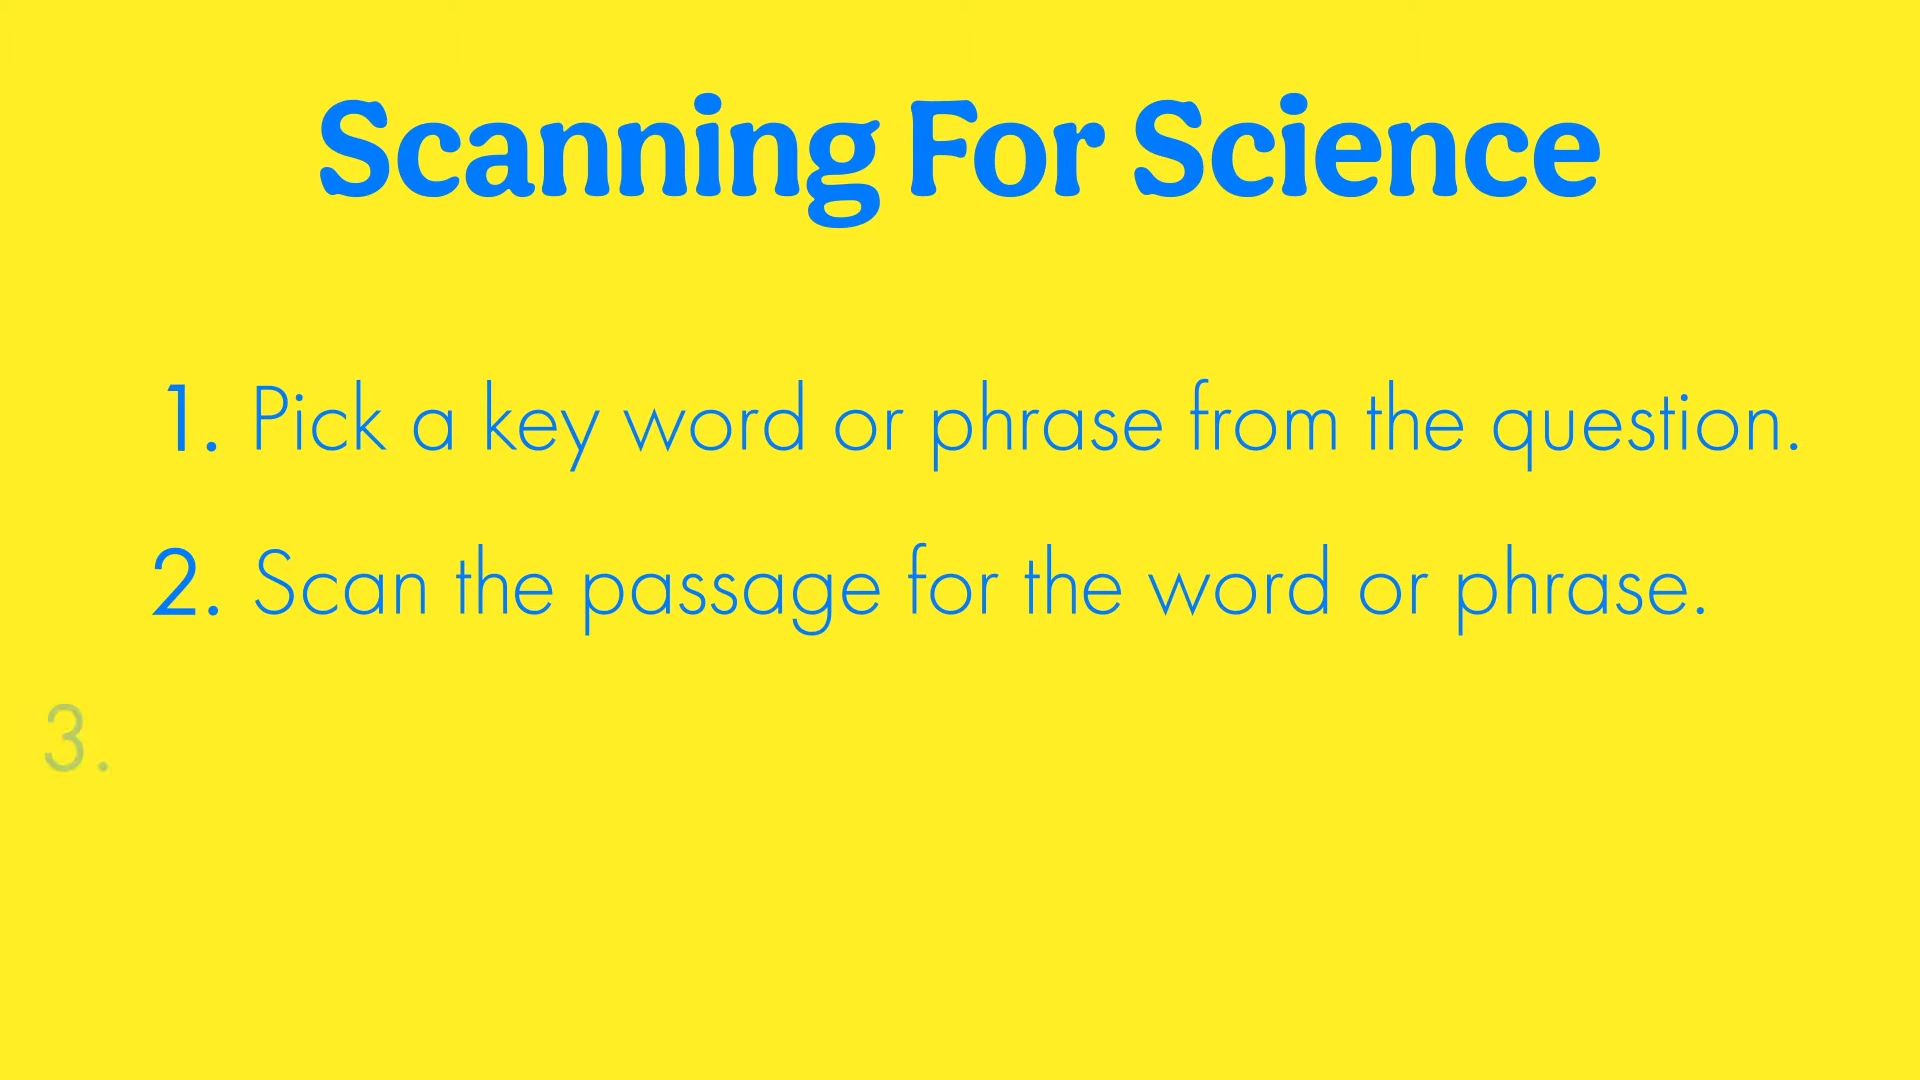 Scanning For Science
1. Pick a key word or phrase from the question.
2. Scan the passage for the word or phrase.
3.